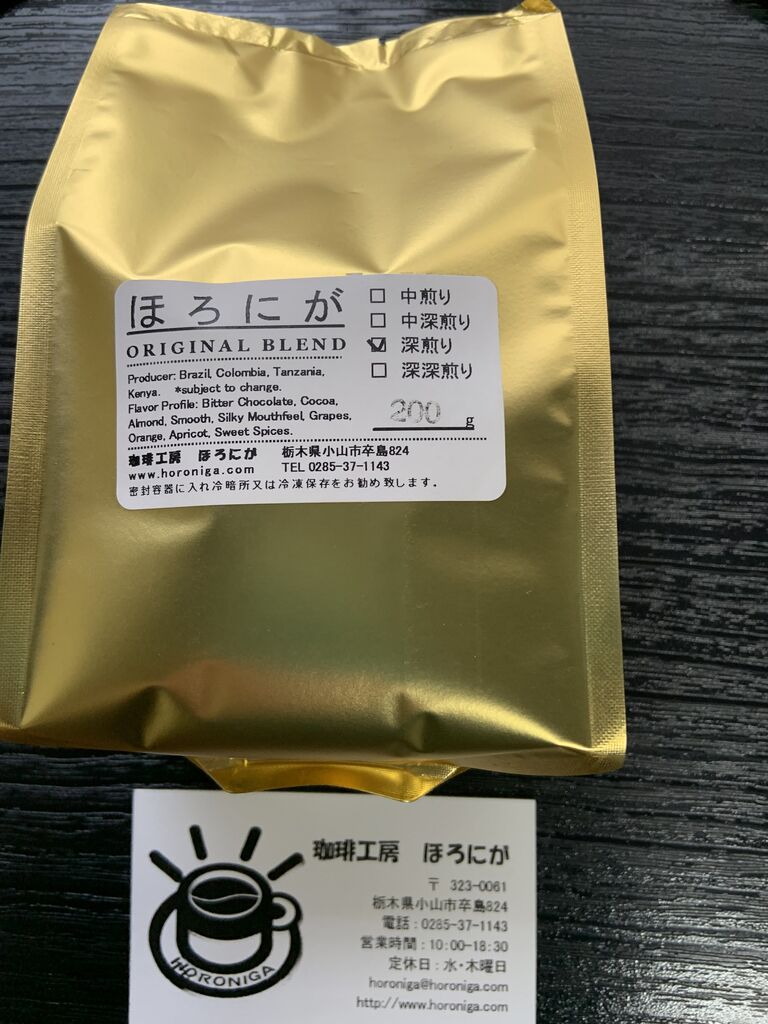 ほろにが
ORIGINAL BLEND
Producer: Brazil, Colombia, Tanzania,
Kenya. *subject to change.
Flavor Profile: Bitter Chocolate, Cocoa,
Almond, Smooth, Silky Mouthfeel, Grapes,
Orange, Apricot, Sweet Spices.
☐ 中煎り
☐ 中深煎り
☑ 深煎り
☐ 深深煎り
200 g
珈琲工房 ほろにが 栃木県小山市卒島824
www.horoniga.com TEL 0285-37-1143
密封容器に入れ冷暗所又は冷凍保存をお勧め致します。
HORONIGA
珈琲工房 ほろにが
〒 323-0061
栃木県小山市卒島824
電話:0285-37-1143
営業時間:10:00-18:30
定休日:水・木曜日
horoniga@horoniga.com
http://www.horoniga.com